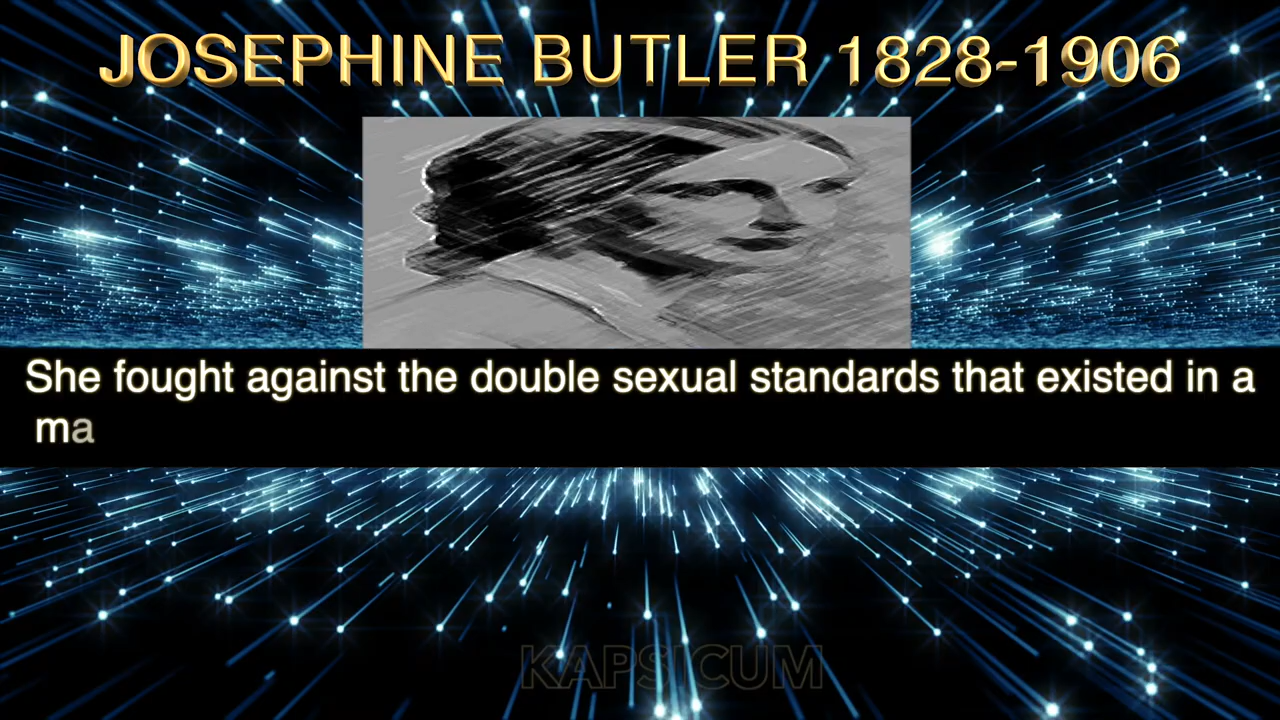 JOSEPHINE BUTLER 1828-1906
She fought against the double sexual standards that existed in a
ma
KAPSICUM